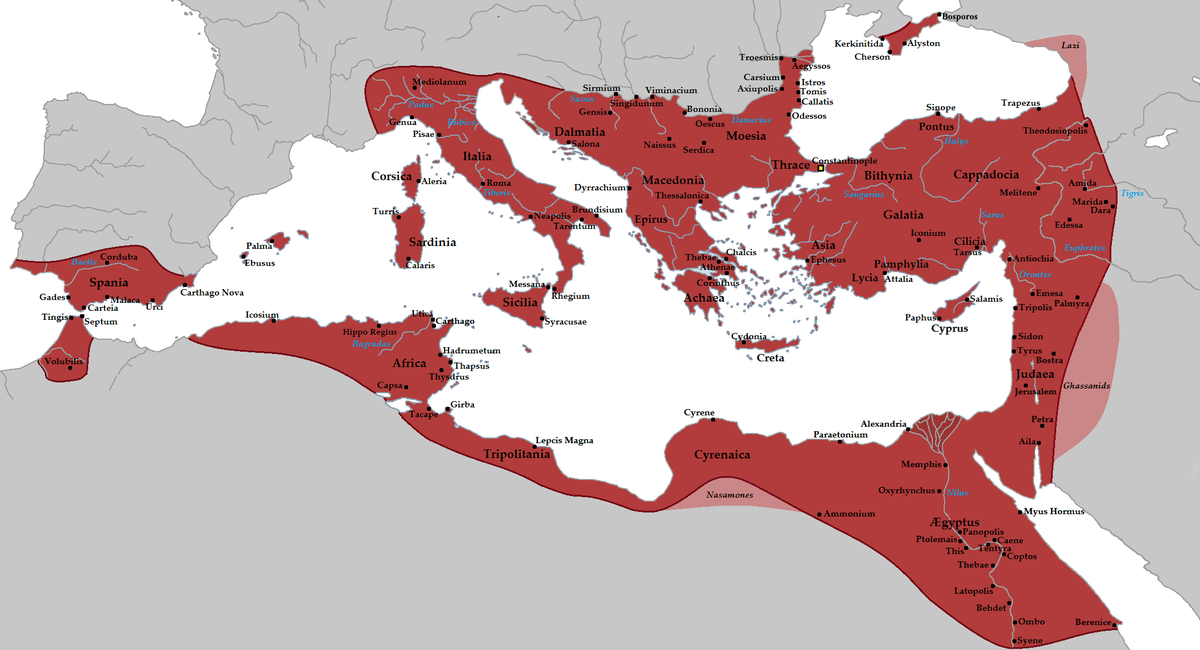 Bosporos
Kerkinitida
Alyston
Cherson
Lazi
Troesmis
Aegyssos
Mediolanum
Carsium
Istros
Sirmium
Viminacium
Axiupolis
Tomis
Savus
Singidunum
Callatis
Padus
Trapezus
Sinope
Gensis
Bononia
Odessos
Genua
Rubico
Danuvius
Oescus
Pontus
Theodosiopolis
Pisae
Dalmatia
Moesia
Salona
Naissus
Halys
Serdica
Italia
Thrace
Constantinople
Corsica
Aleria
Roma
Macedonia
Bithynia
Cappadocia
Amida
Tiberis
Dyrrachium
Thessalonica
Sangarius
Melitene
Tigris
Marida
Dara
Turris
Neapolis
Brundisium
Epirus
Galatia
Sarus
Tarentum
Edessa
Sardinia
Iconium
Palma
Asia
Cilicia
Euphrates
Chalcis
Tarsus
Corduba
Thebae
Ephesus
Pamphylia
Antiochia
Baetis
Ebusus
Calaris
Athenae
Lycia
Attalia
Orontes
Spania
Corinthus
Carthago Nova
Messana
Achaea
Emesa
Gades
Malaca
Rhegium
Salamis
Palmyra
Carteia
Urci
Sicilia
Tripolis
Tingis
Septum
Icosium
Utica
Carthago
Syracusae
Paphus
Cyprus
Hippo Regius
Cydonia
Sidon
Bagradas
Hadrumetum
Creta
Tyrus
Volubilis
Africa
Thapsus
Bostra
Thysdrus
Judaea
Capsa
Jerusalem
Ghassanids
Girba
Tacape
Cyrene
Petra
Alexandria
Paraetonium
Lepcis Magna
Aila
Tripolitania
Cyrenaica
Memphis
Oxyrhynchus
Nilus
Nasamones
Ammonium
Myus Hormus
Ægyptus
Panopolis
Ptolemais
Caene
This
Tentyra
Coptos
Thebae
Latopolis
Behdet
Ombo
Berenice
Syene